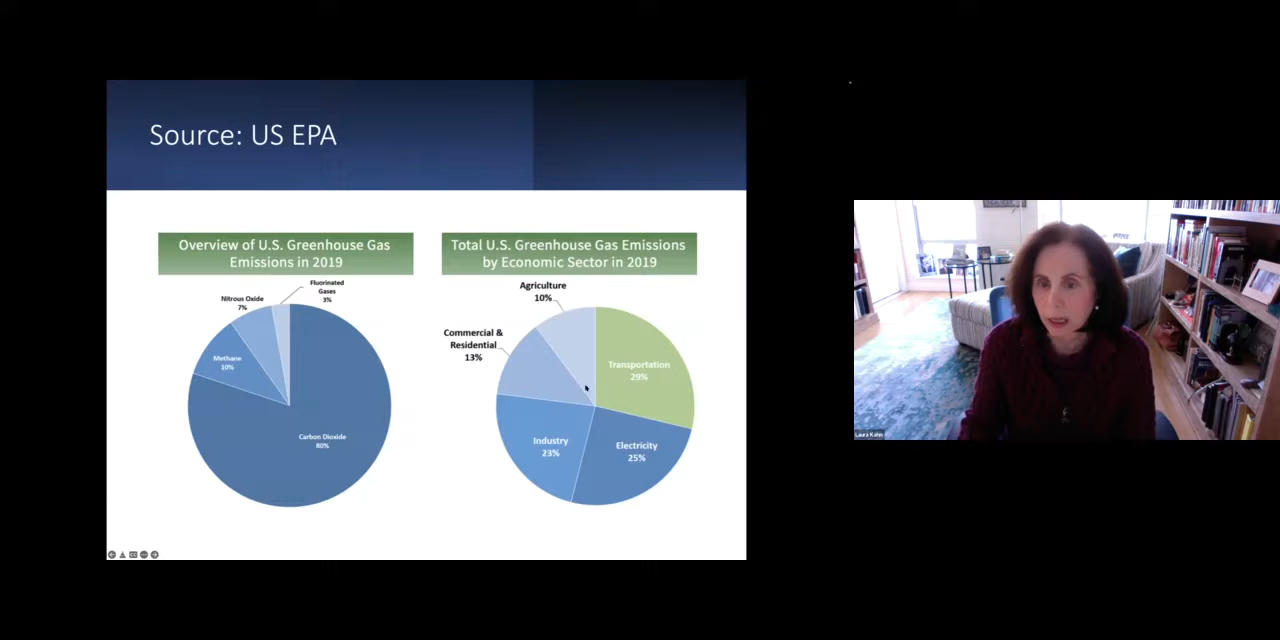 Source: US EPA
Overview of U.S. Greenhouse Gas
Emissions in 2019
Fluorinated
Gases
3%
Nitrous Oxide
7%
Methane
10%
Carbon Dioxide
80%
Total U.S. Greenhouse Gas Emissions
by Economic Sector in 2019
Agriculture
10%
Commercial &
Residential
13%
Transportation
29%
Industry
23%
Electricity
25%
Laura Kahn